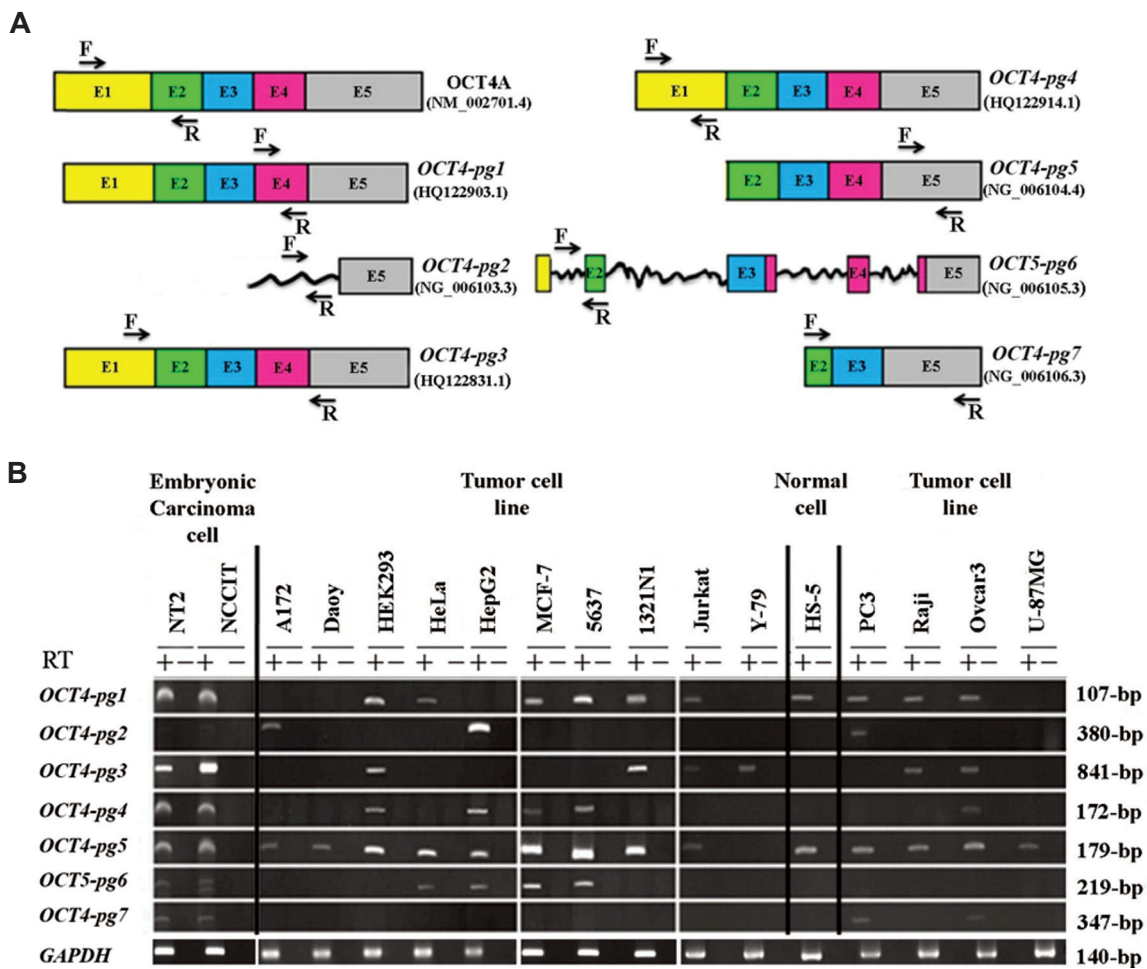 A
F
E1 E2 E3 E4 E5
OCT4A
(NM_002701.4)
R
F
E1 E2 E3 E4 E5
OCT4-pg1
(HQ122903.1)
R
F
E5
OCT4-pg2
(NG_006103.3)
R
F
E1 E2 E3 E4 E5
OCT4-pg3
(HQ122831.1)
R
F
E1 E2 E3 E4 E5
OCT4-pg4
(HQ122914.1)
R
F
E2 E3 E4 E5
OCT4-pg5
(NG_006104.4)
R
F
E2 E3 E4 E5
OCT5-pg6
(NG_006105.3)
R
F
E2 E3 E5
OCT4-pg7
(NG_006106.3)
R
B
Embryonic
Carcinoma
cell
Tumor cell
line
Normal
cell
Tumor cell
line
NT2 NCCIT A172 Daoy HEK293 HeLa HepG2 MCF-7 5637 1321N1 Jurkat Y-79 HS-5 PC3 Raji Ovcar3 U-87MG
RT + − + − + − + − + − + − + − + − + − + − + − + − + − + − + − + − + −
OCT4-pg1 107-bp
OCT4-pg2 380-bp
OCT4-pg3 841-bp
OCT4-pg4 172-bp
OCT4-pg5 179-bp
OCT5-pg6 219-bp
OCT4-pg7 347-bp
GAPDH 140-bp